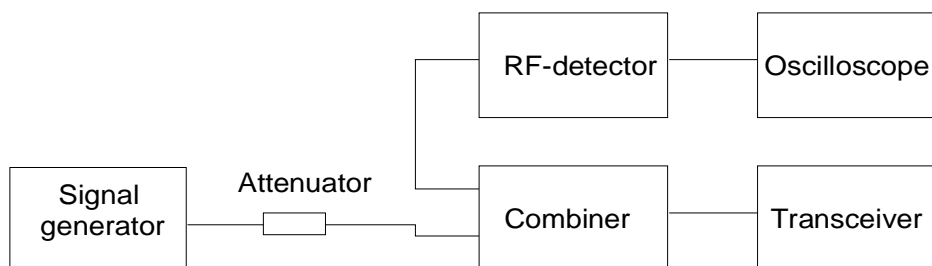 RF-detector
Oscilloscope
Attenuator
Signal
generator
Combiner
Transceiver